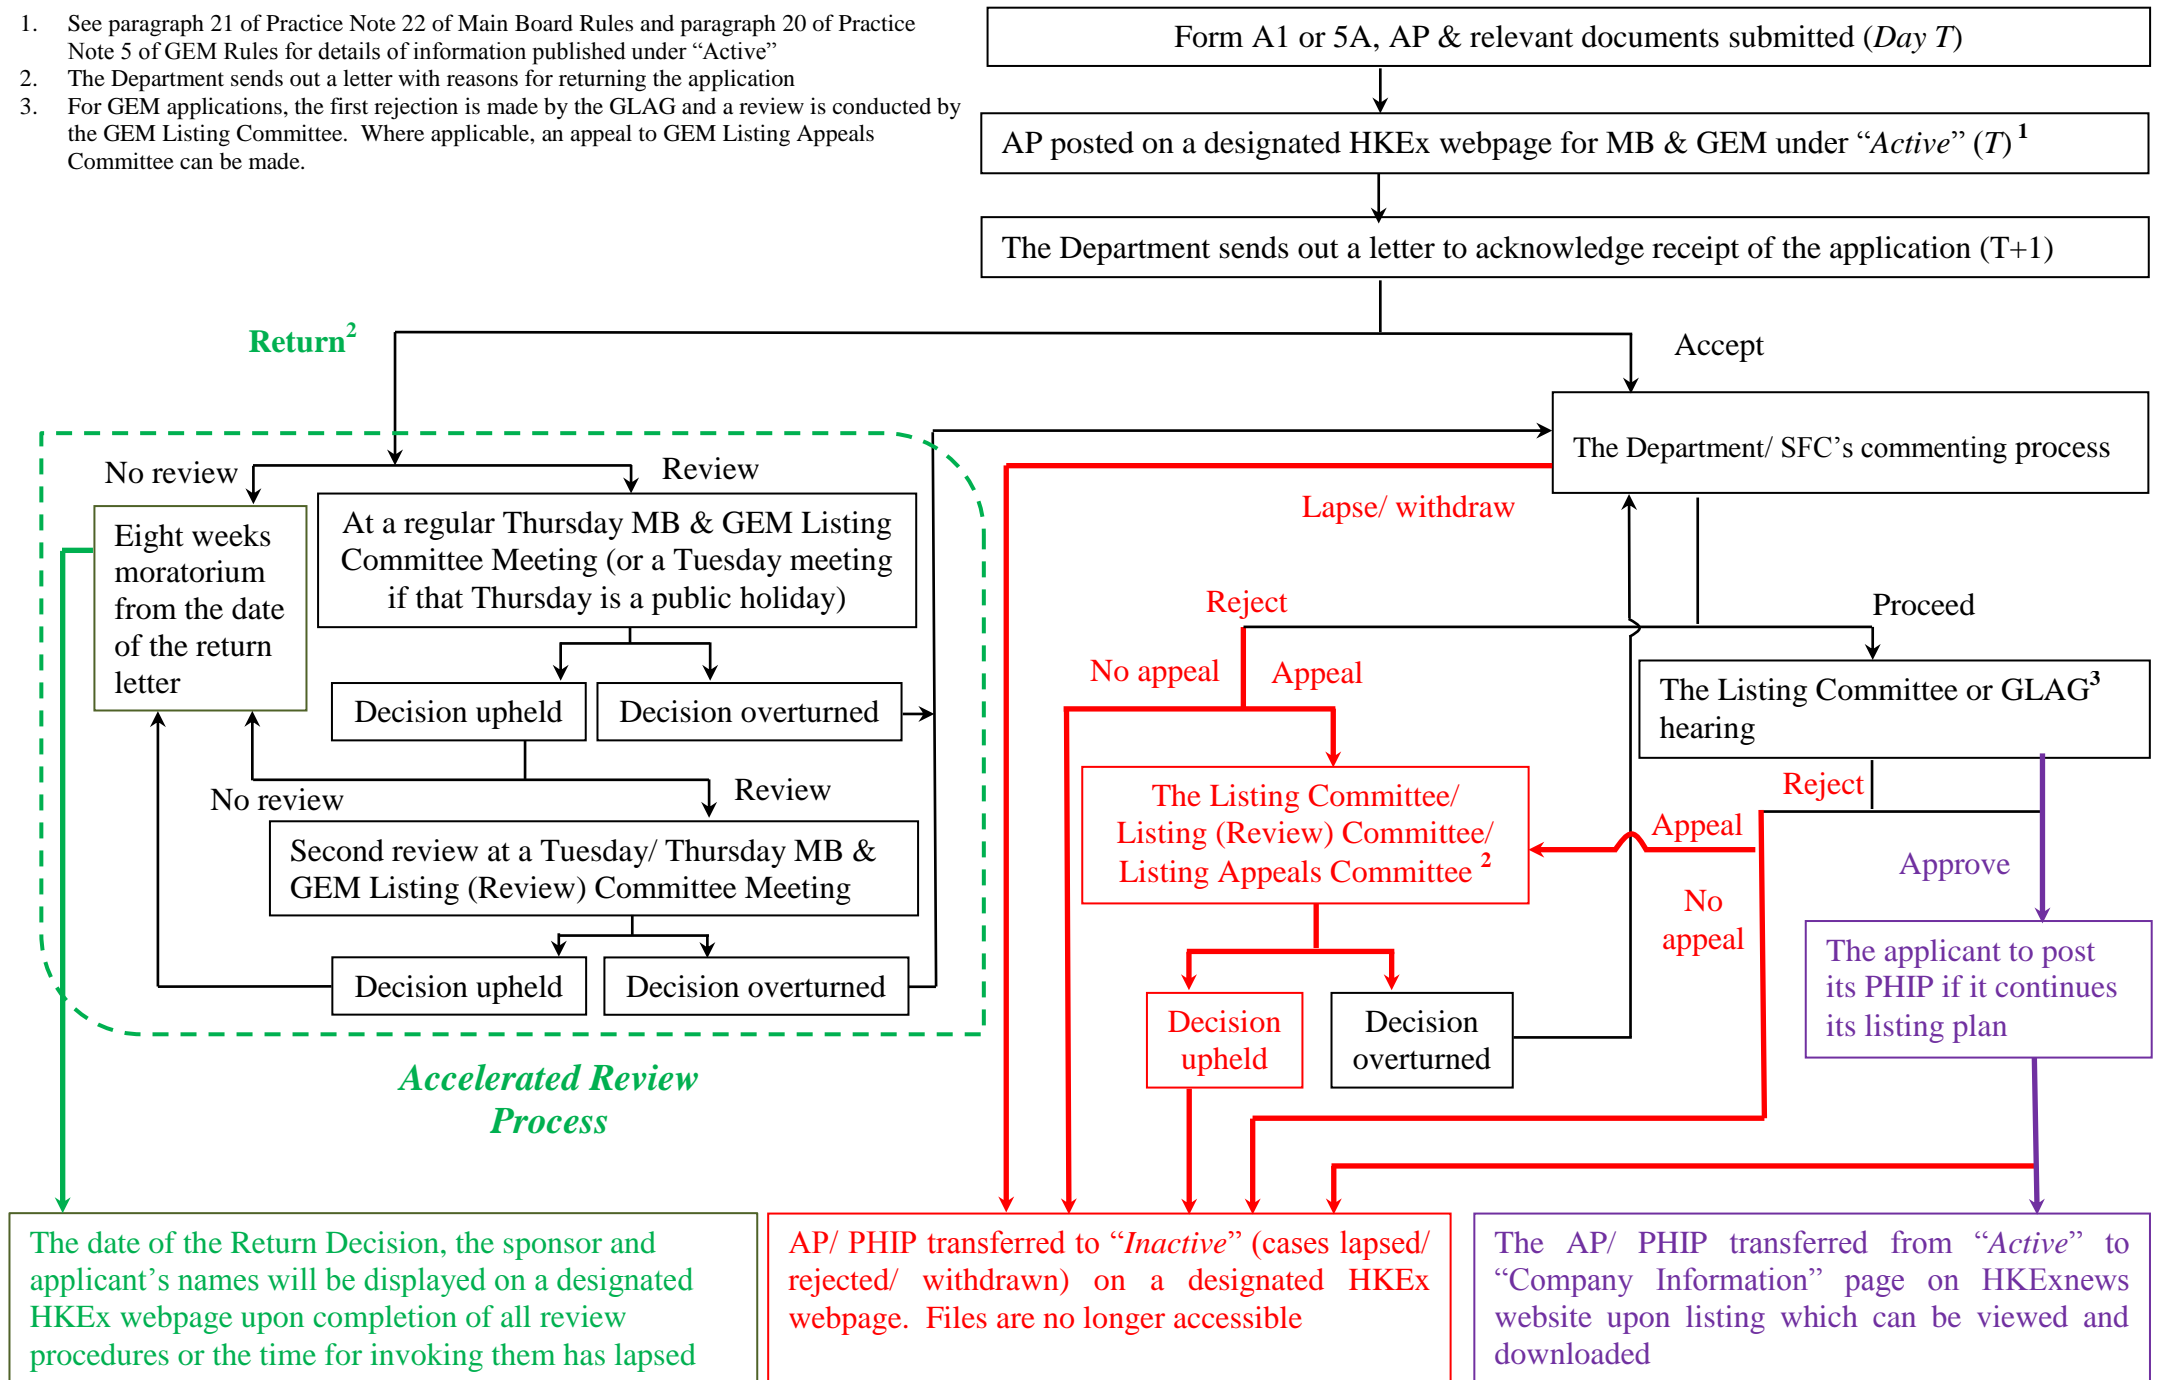 1. See paragraph 21 of Practice Note 22 of Main Board Rules and paragraph 20 of Practice
Note 5 of GEM Rules for details of information published under “Active”
2. The Department sends out a letter with reasons for returning the application
3. For GEM applications, the first rejection is made by the GLAG and a review is conducted by
the GEM Listing Committee. Where applicable, an appeal to GEM Listing Appeals
Committee can be made.
Form A1 or 5A, AP & relevant documents submitted (Day T)
AP posted on a designated HKEx webpage for MB & GEM under “Active” (T) 1
The Department sends out a letter to acknowledge receipt of the application (T+1)
Return2
Accept
The Department/ SFC’s commenting process
No review
Review
Eight weeks
moratorium
from the date
of the return
letter
At a regular Thursday MB & GEM Listing
Committee Meeting (or a Tuesday meeting
if that Thursday is a public holiday)
Decision upheld
Decision overturned
No review
Review
Second review at a Tuesday/ Thursday MB &
GEM Listing (Review) Committee Meeting
Decision upheld
Decision overturned
Accelerated Review
Process
Lapse/ withdraw
Reject
Proceed
No appeal
Appeal
The Listing Committee or GLAG3
hearing
The Listing Committee/
Listing (Review) Committee/
Listing Appeals Committee 2
Reject
Appeal
Approve
No
appeal
Decision
upheld
Decision
overturned
The applicant to post
its PHIP if it continues
its listing plan
The date of the Return Decision, the sponsor and
applicant’s names will be displayed on a designated
HKEx webpage upon completion of all review
procedures or the time for invoking them has lapsed
AP/ PHIP transferred to “Inactive” (cases lapsed/
rejected/ withdrawn) on a designated HKEx
webpage. Files are no longer accessible
The AP/ PHIP transferred from “Active” to
“Company Information” page on HKExnews
website upon listing which can be viewed and
downloaded